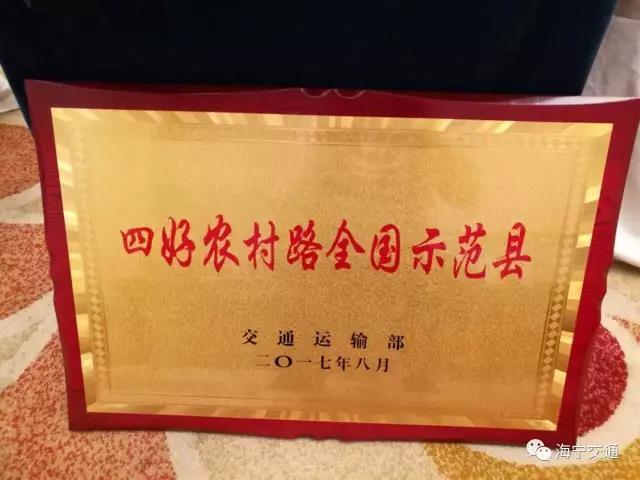 四好农村路全国示范县
交通运输部
二〇一七年八月
海宁交通